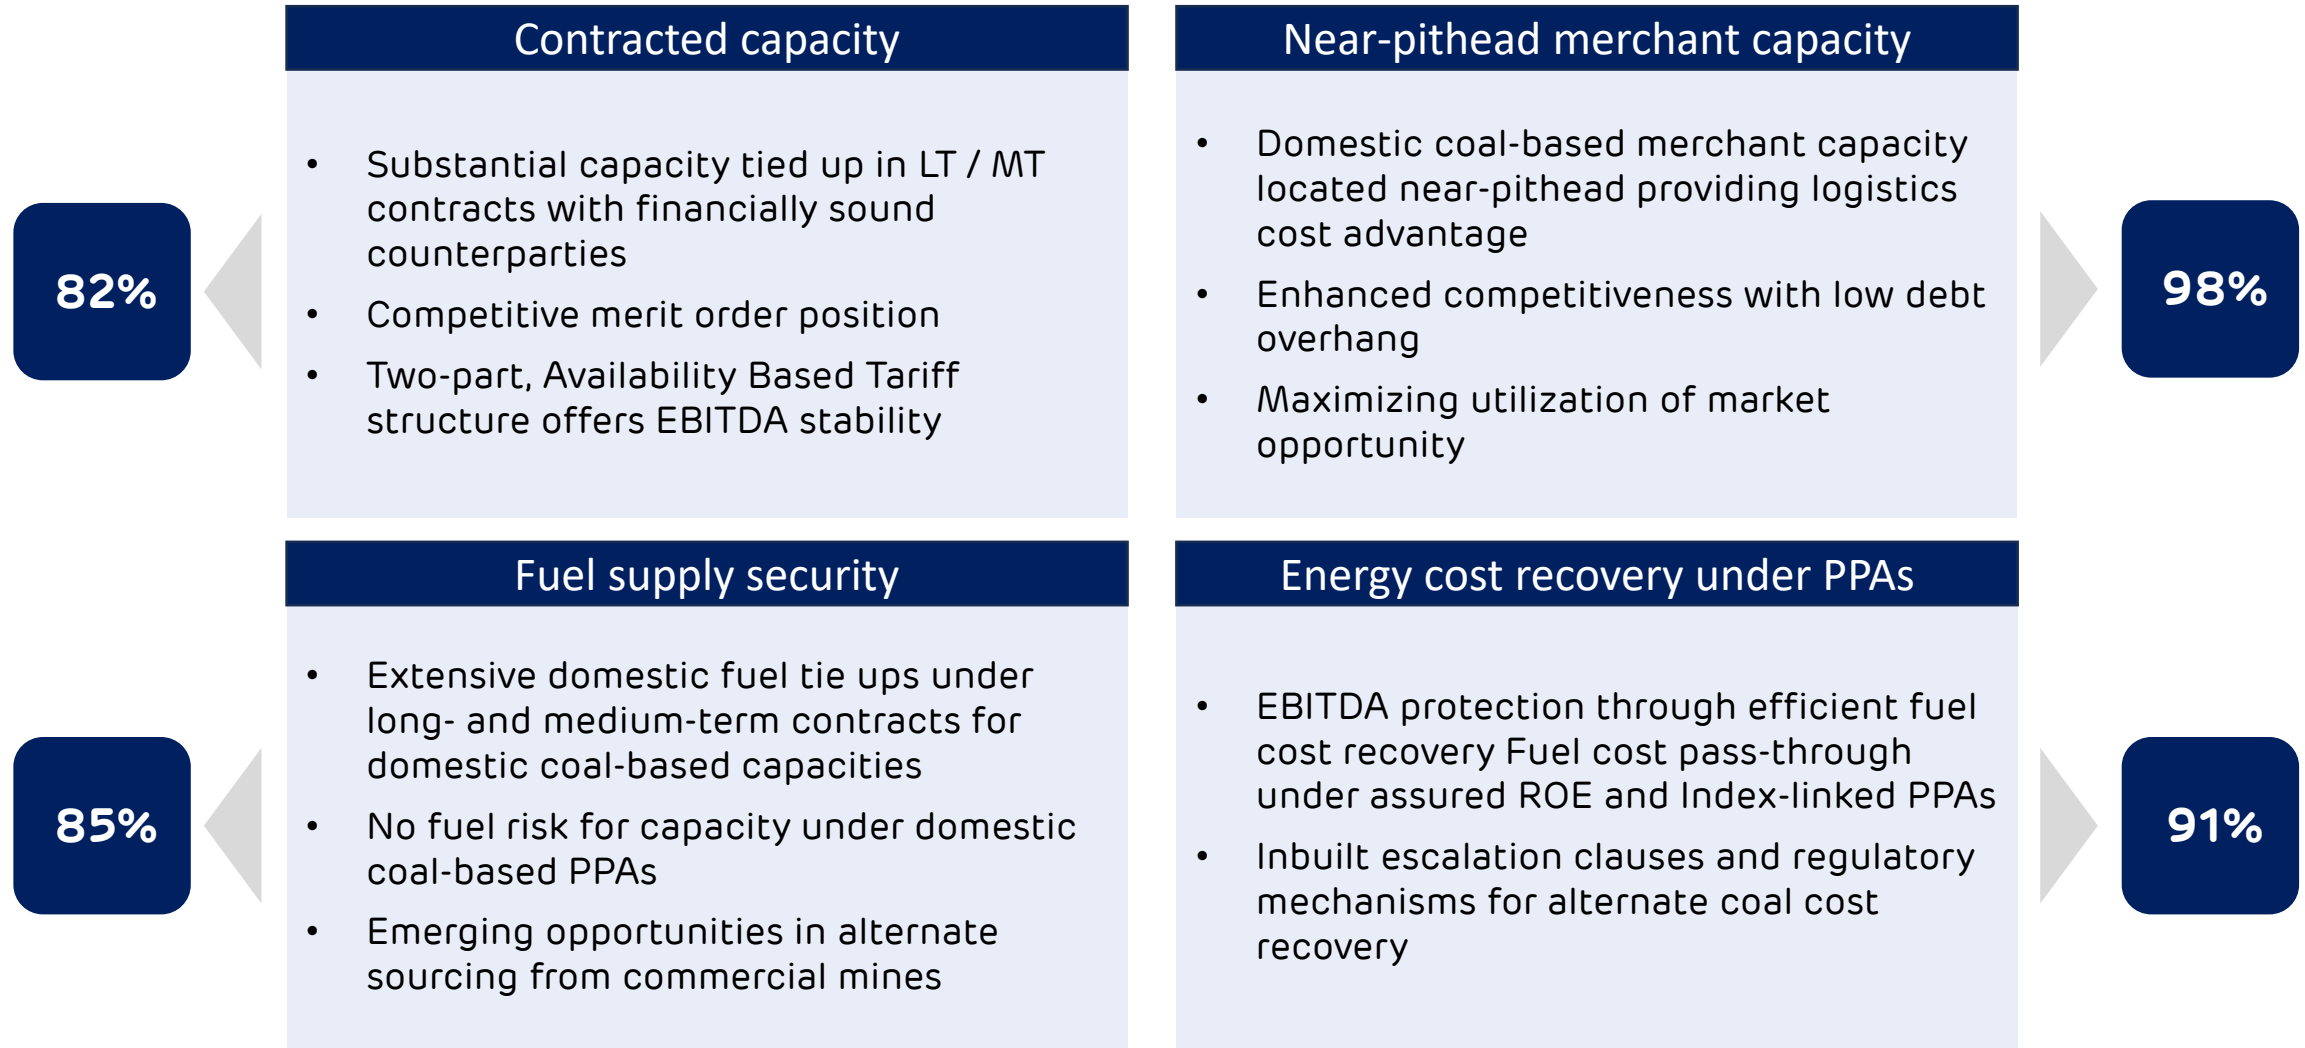 Contracted capacity
• Substantial capacity tied up in LT / MT
contracts with financially sound
counterparties
• Competitive merit order position
• Two-part, Availability Based Tariff
structure offers EBITDA stability
82%
Near-pithead merchant capacity
• Domestic coal-based merchant capacity
located near-pithead providing logistics
cost advantage
• Enhanced competitiveness with low debt
overhang
• Maximizing utilization of market
opportunity
98%
Fuel supply security
• Extensive domestic fuel tie ups under
long- and medium-term contracts for
domestic coal-based capacities
• No fuel risk for capacity under domestic
coal-based PPAs
• Emerging opportunities in alternate
sourcing from commercial mines
85%
Energy cost recovery under PPAs
• EBITDA protection through efficient fuel
cost recovery Fuel cost pass-through
under assured ROE and Index-linked PPAs
• Inbuilt escalation clauses and regulatory
mechanisms for alternate coal cost
recovery
91%